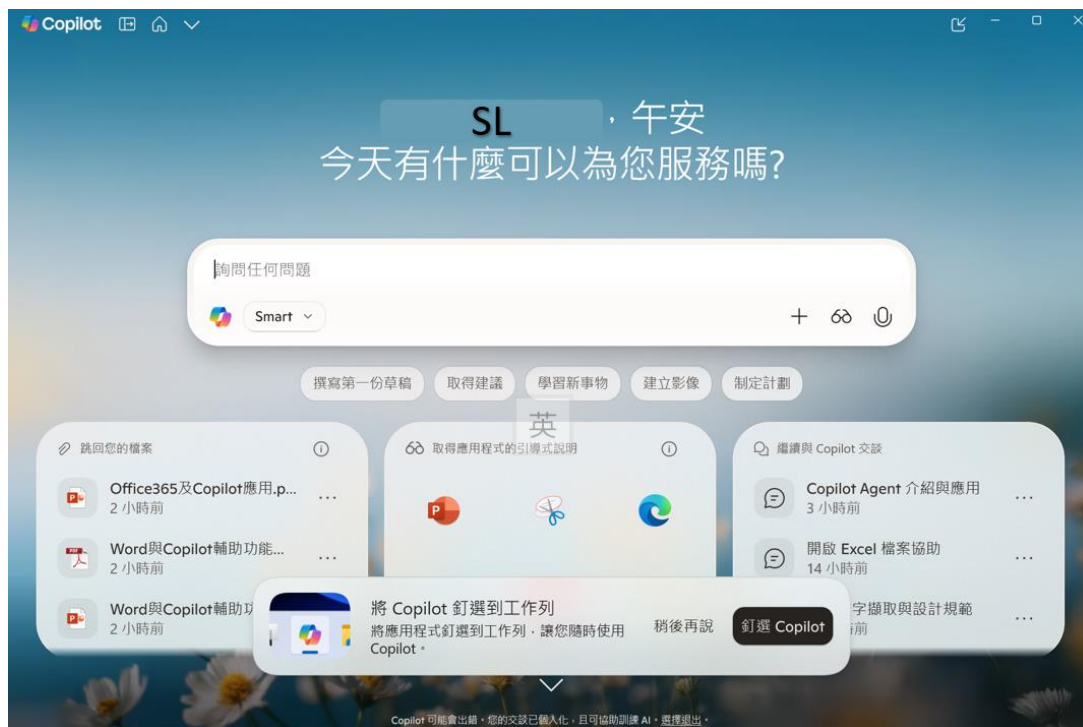 Copilot
SL,午安
今天有什麼可以為您服務嗎?
詢問任何問題
Smart
撰寫第一份草稿
取得建議
學習新事物
建立影像
制定計劃
英
跳回您的檔案
Office365及Copilot應用.p...
2 小時前
Word與Copilot輔助功能...
2 小時前
Word與Copilot輔助功
2 小時前
取得應用程式的引導式說明
繼續與 Copilot 交談
Copilot Agent 介紹與應用
3 小時前
開啟 Excel 檔案協助
14 小時前
字擷取與設計規範
前
將 Copilot 釘選到工作列
將應用程式釘選到工作列,讓您隨時使用
Copilot。
稍後再說
釘選 Copilot
Copilot 可能會出錯。您的交談已個人化,且可協助訓練 AI。選擇退出。